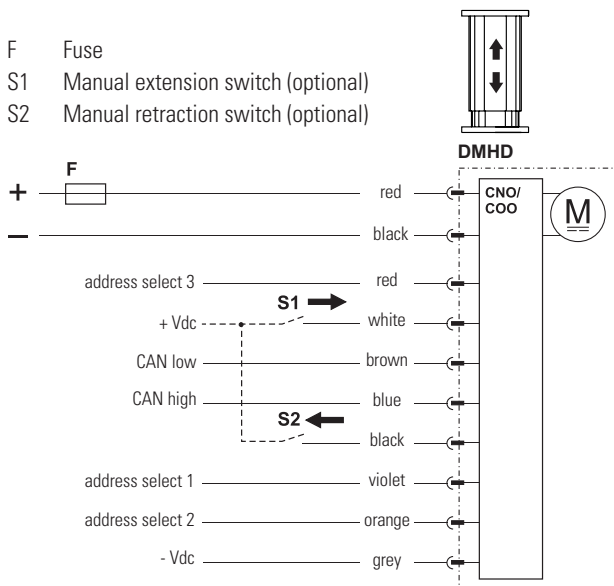 F Fuse
S1 Manual extension switch (optional)
S2 Manual retraction switch (optional)
DMHD
F
+ red CNO/
COO
M
− black
address select 3 red
S1
+ Vdc white
CAN low brown
CAN high blue
S2
black
address select 1 violet
address select 2 orange
- Vdc grey